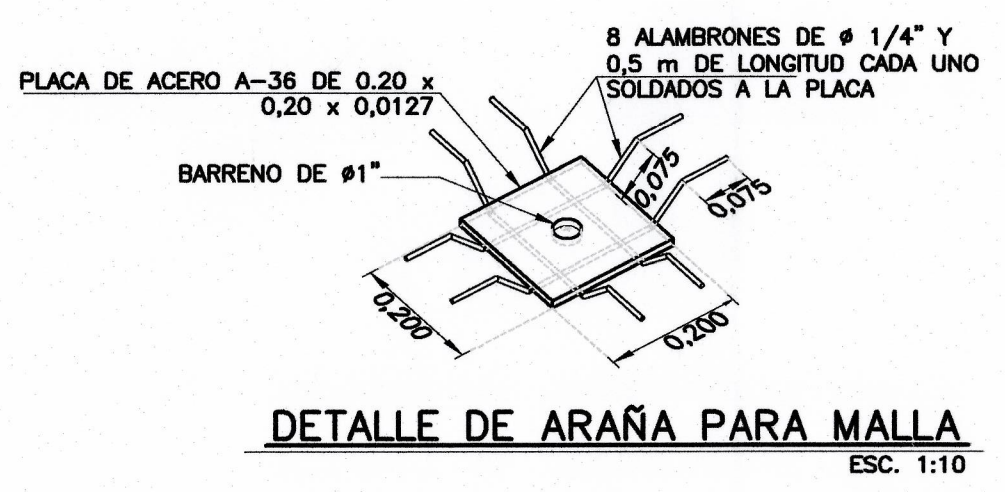 8 ALAMBRONES DE ø 1/4" Y
0,5 m DE LONGITUD CADA UNO
SOLDADOS A LA PLACA
PLACA DE ACERO A-36 DE 0.20 x
0,20 x 0,0127
BARRENO DE ø1"
0,075
0,075
0,200
0,200
DETALLE DE ARAÑA PARA MALLA
ESC. 1:10